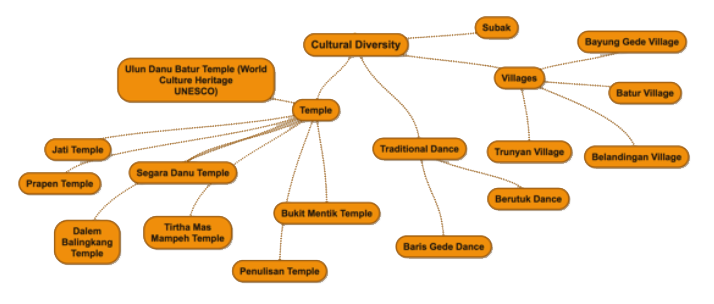 Subak
Cultural Diversity
Bayung Gede Village
Ulun Danu Batur Temple (World
Culture Heritage
UNESCO)
Villages
Batur Village
Temple
Jati Temple
Traditional Dance
Trunyan Village
Belandingan Village
Prapen Temple
Segara Danu Temple
Berutuk Dance
Bukit Mentik Temple
Dalem
Balingkang
Temple
Tirtha Mas
Mampeh Temple
Baris Gede Dance
Penulisan Temple